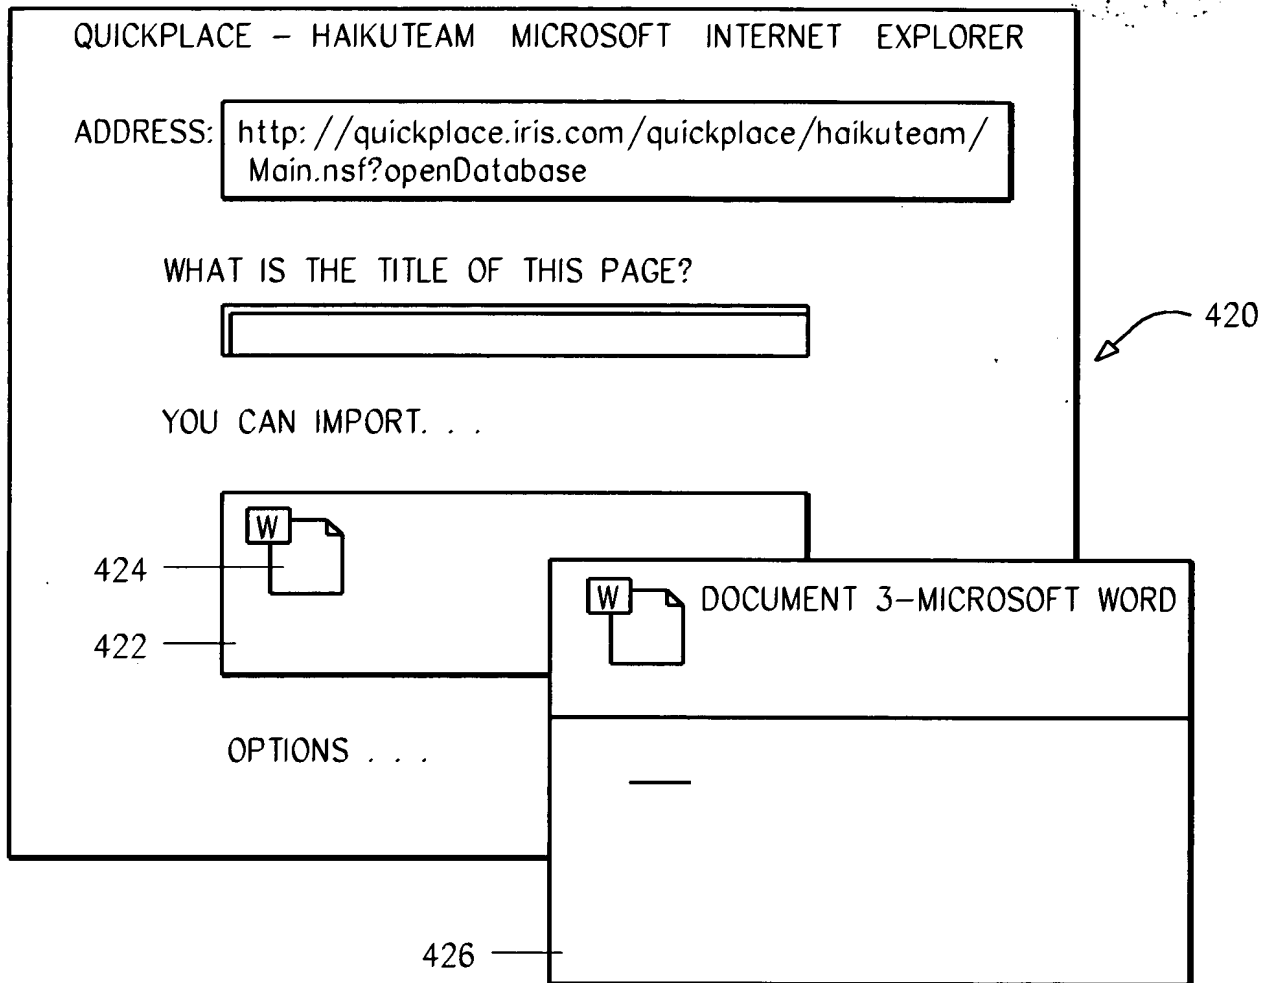 QUICKPLACE – HAIKUTEAM MICROSOFT INTERNET EXPLORER
ADDRESS: http://quickplace.iris.com/quickplace/haikuteam/
Main.nsf?openDatabase
WHAT IS THE TITLE OF THIS PAGE?
420
YOU CAN IMPORT. . .
W
424
W DOCUMENT 3–MICROSOFT WORD
422
OPTIONS . . .
426